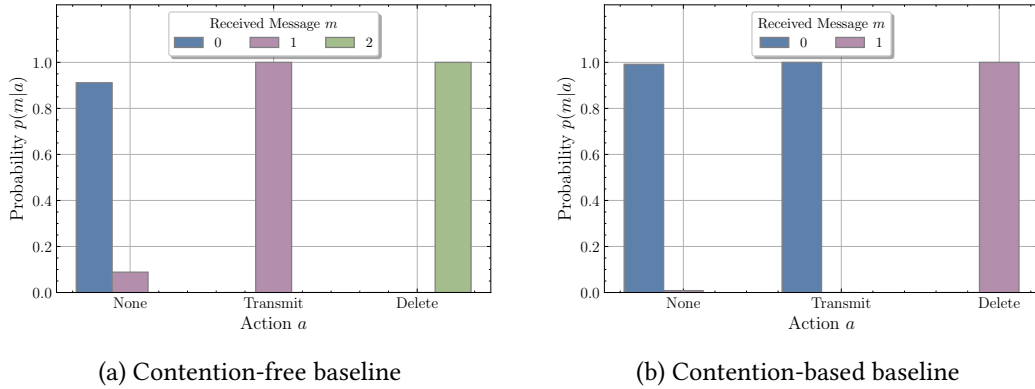 Received Message m
0 1 2
1.0
0.8
0.6
0.4
0.2
0.0
Probability p(m|a)
None Transmit Delete
Action a
(a) Contention-free baseline
Received Message m
0 1
1.0
0.8
0.6
0.4
0.2
0.0
Probability p(m|a)
None Transmit Delete
Action a
(b) Contention-based baseline